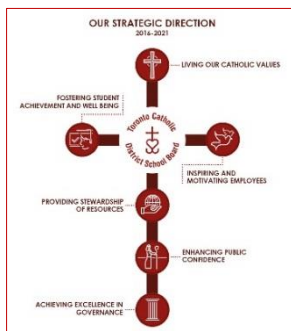 OUR STRATEGIC DIRECTION
2016-2021
LIVING OUR CATHOLIC VALUES
FOSTERING STUDENT
ACHIEVEMENT AND WELL BEING
Toronto Catholic
District School Board
INSPIRING AND
MOTIVATING EMPLOYEES
PROVIDING STEWARDSHIP
OF RESOURCES
ENHANCING PUBLIC
CONFIDENCE
ACHIEVING EXCELLENCE IN
GOVERNANCE